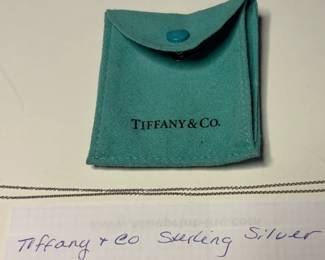 TIFFANY & CO.
Tiffany & Co Sterling Silver